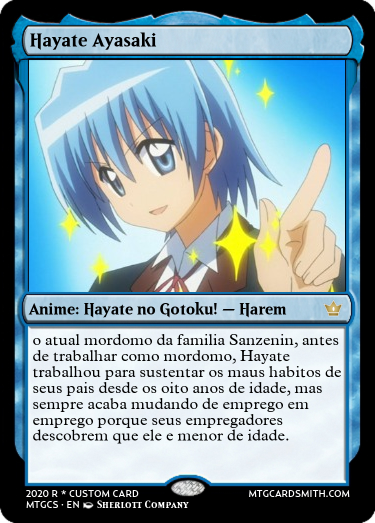 Hayate Ayasaki
Anime: Hayate no Gotoku! — Harem
o atual mordomo da familia Sanzenin, antes
de trabalhar como mordomo, Hayate
trabalhou para sustentar os maus habitos de
seus pais desde os oito anos de idade, mas
sempre acaba mudando de emprego em
emprego porque seus empregadores
descobrem que ele e menor de idade.
2020 R * CUSTOM CARD
MTGCARDSMITH.COM
MTGCS • EN SHERLOTT COMPANY